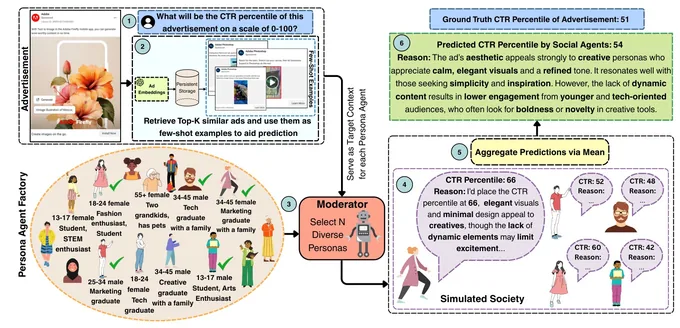 Advertisement
Adobe
1
What will be the CTR percentile of this
advertisement on a scale of 0-100?
2
Ad
Embeddings
Persistent
Storage
Adobe Photoshop
Few-Shot Examples
Retrieve Top-K similar ads and use them as
few-shot examples to aid prediction
Serve as Target Context
for each Persona Agent
Persona Agent Factory
13-17 female
Student,
STEM
enthusiast
18-24 female
Fashion
enthusiast,
Student
55+ female
Two
grandkids,
has pets
34-45 male
Tech
graduate
with a family
34-45 female
Marketing
graduate
with a family
25-34 male
Marketing
graduate
18-24
female
Tech
graduate
34-45 male
Creative
graduate
with a family
13-17 male
Student, Arts
Enthusiast
3
Moderator
Select N
Diverse
Personas
Ground Truth CTR Percentile of Advertisement: 51
6
Predicted CTR Percentile by Social Agents: 54
Reason: The ad's aesthetic appeals strongly to creative personas who
appreciate calm, elegant visuals and a refined tone. It resonates well with
those seeking simplicity and inspiration. However, the lack of dynamic
content results in lower engagement from younger and tech-oriented
audiences, who often look for boldness or novelty in creative tools.
5
Aggregate Predictions via Mean
4
CTR Percentile: 66
Reason: I'd place the CTR
percentile at 66, elegant
visuals and minimal
design appeal to
creatives, though the lack
of dynamic elements may
limit excitement...
CTR: 52
Reason:
...
CTR: 48
Reason:
...
CTR: 60
Reason:
...
CTR: 42
Reason:
...
Simulated Society